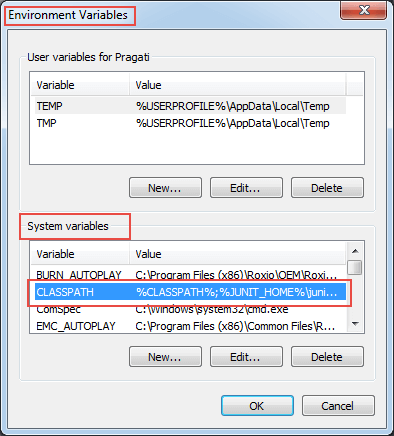 Environment Variables
User variables for Pragati
Variable Value
TEMP %USERPROFILE%\AppData\Local\Temp
TMP %USERPROFILE%\AppData\Local\Temp
New... Edit... Delete
System variables
Variable Value
BURN_AUTOPLAY C:\Program Files (x86)\Roxio\OEM\Roxi...
CLASSPATH %CLASSPATH%;%JUNIT_HOME%\juni...
ComSpec C:\Windows\system32\cmd.exe
EMC_AUTOPLAY C:\Program Files (x86)\Common Files\R...
New... Edit... Delete
OK Cancel